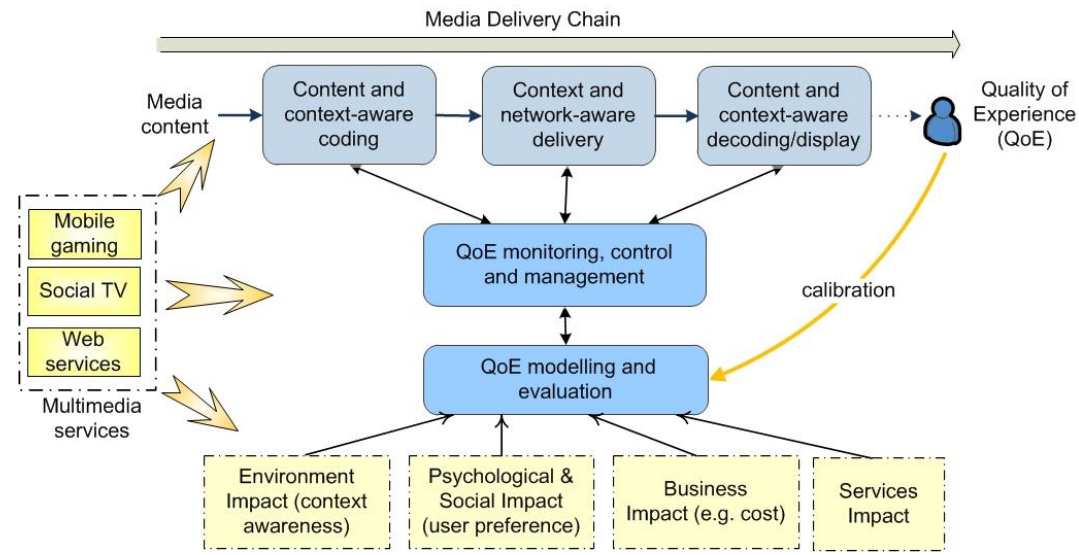 Media Delivery Chain
Media
content
Content and
context-aware
coding
Context and
network-aware
delivery
Content and
context-aware
decoding/display
Quality of
Experience
(QoE)
Mobile
gaming
Social TV
Web
services
Multimedia
services
QoE monitoring, control
and management
calibration
QoE modelling and
evaluation
Environment
Impact (context
awareness)
Psychological &
Social Impact
(user preference)
Business
Impact (e.g. cost)
Services
Impact